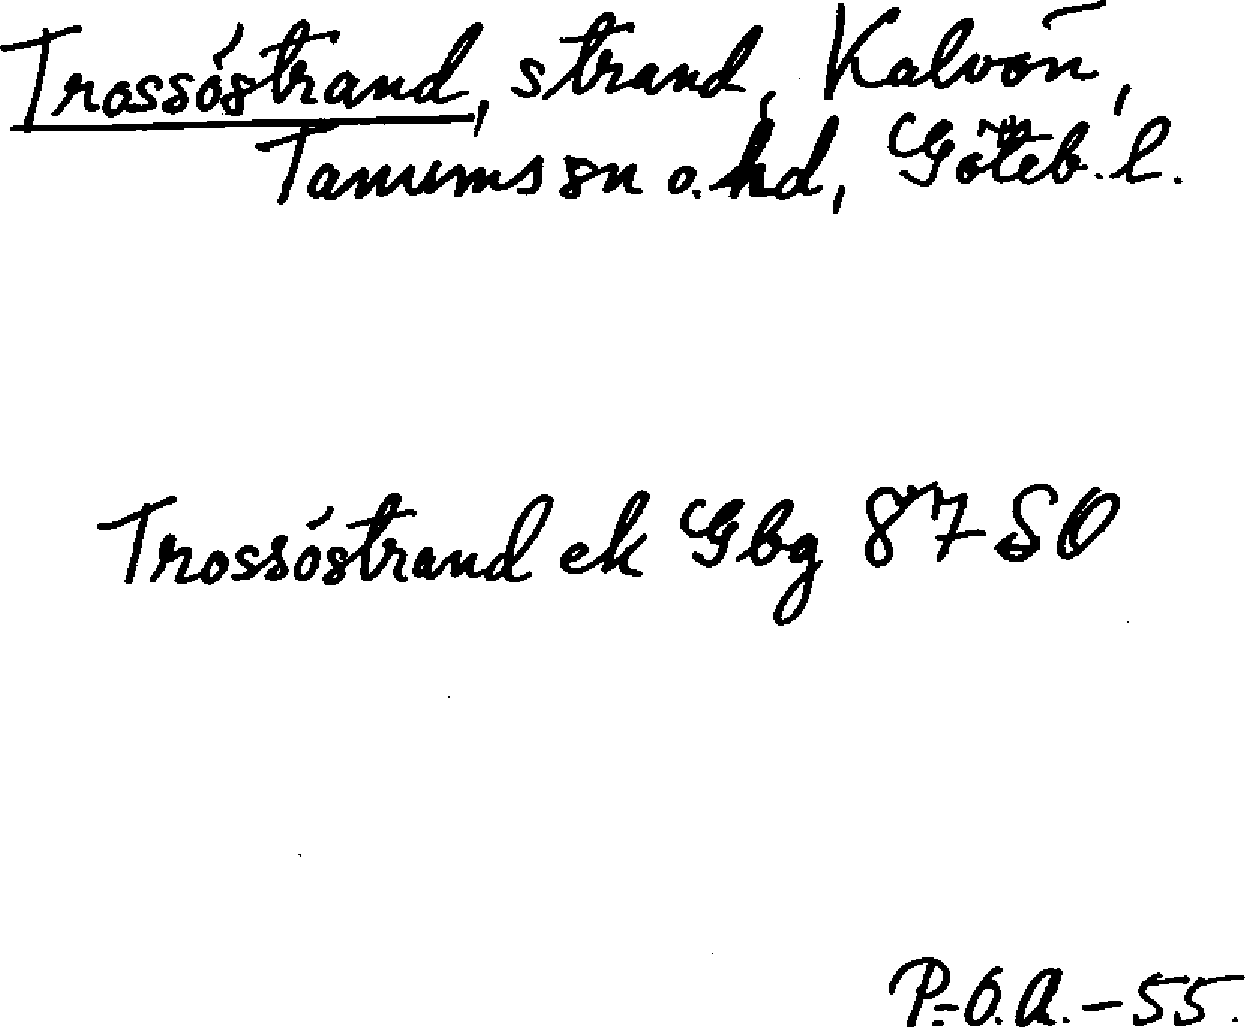 Trossöstrand, strand, Kalvön,
Tanums sn o. hd, Göteb. l.
Trossöstrand ek Gbg 87 SO
P-O.A. - 55.